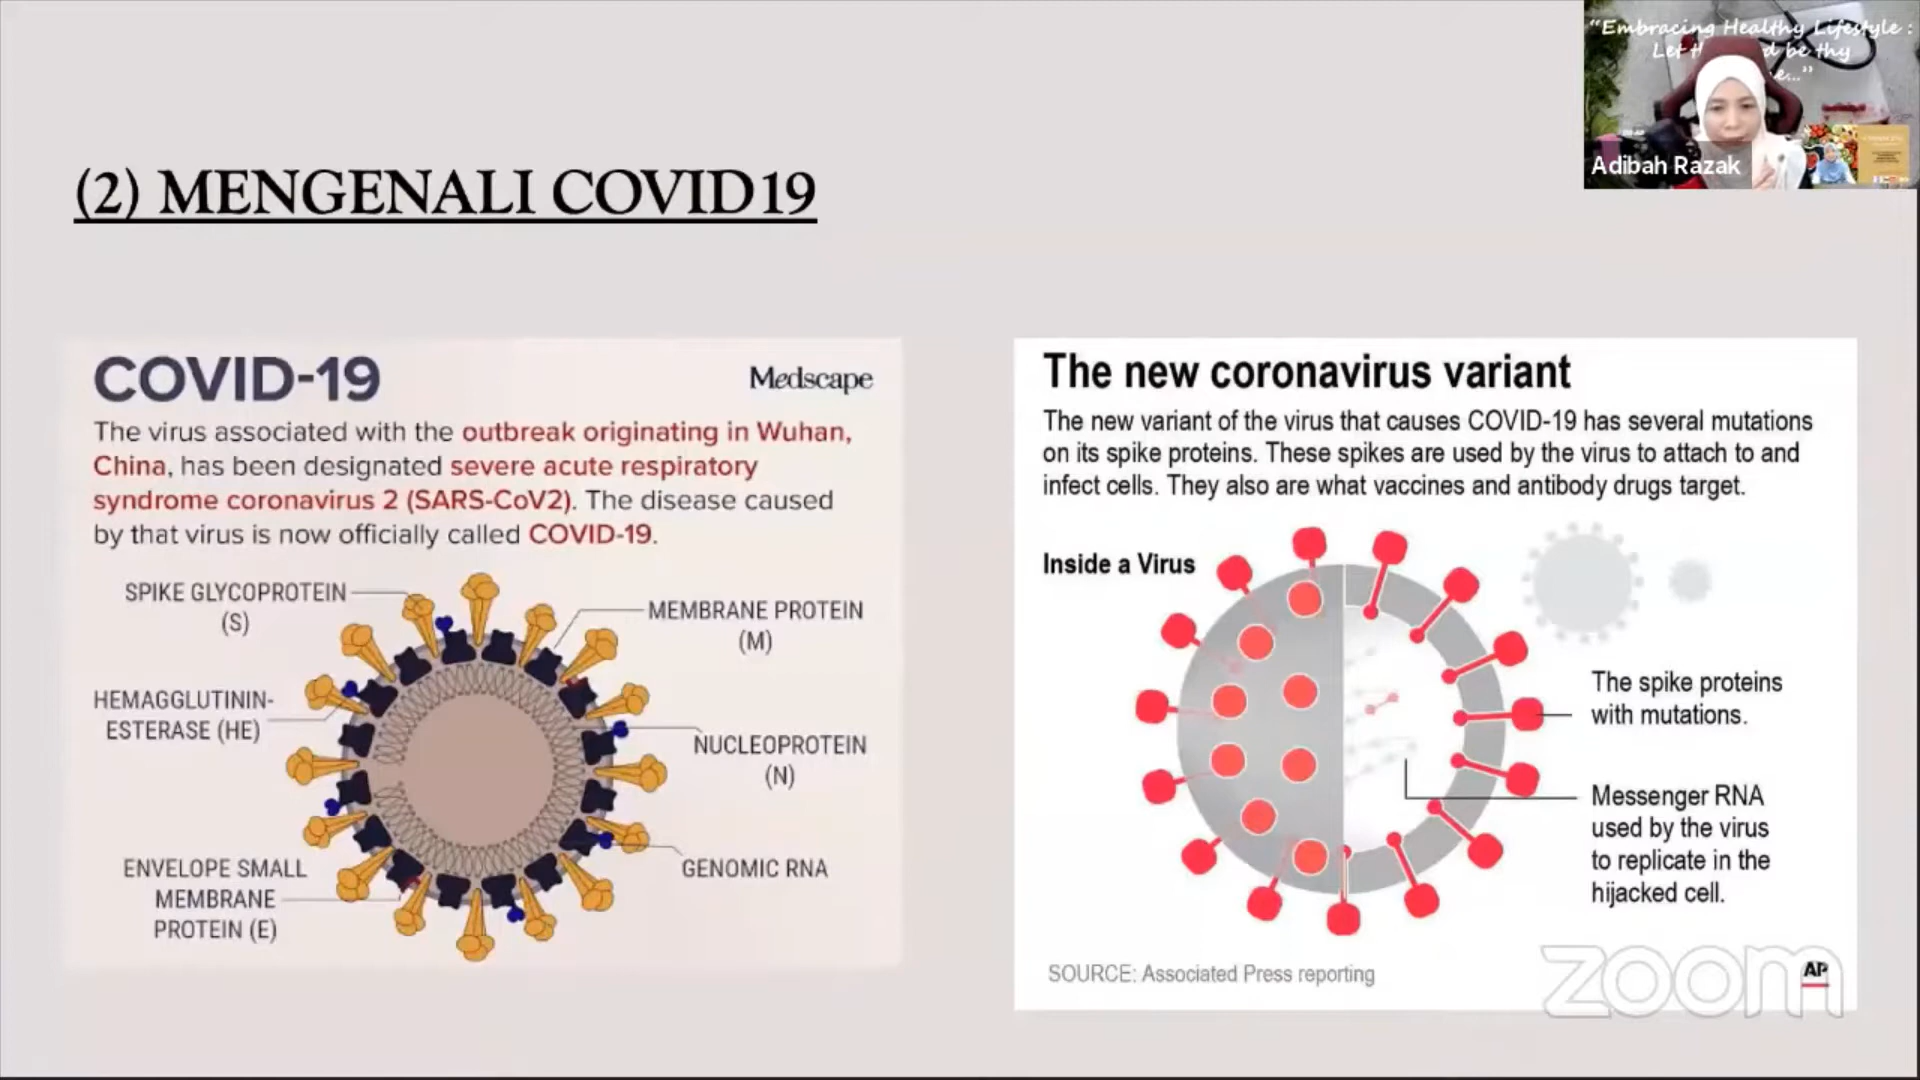 “Embracing Healthy Lifestyle :
Let th d be thy
e...”
Adibah Razak
(2) MENGENALI COVID19
COVID-19
Medscape
The virus associated with the outbreak originating in Wuhan,
China, has been designated severe acute respiratory
syndrome coronavirus 2 (SARS-CoV2). The disease caused
by that virus is now officially called COVID-19.
SPIKE GLYCOPROTEIN
(S)
MEMBRANE PROTEIN
(M)
HEMAGGLUTININ-
ESTERASE (HE)
NUCLEOPROTEIN
(N)
ENVELOPE SMALL
MEMBRANE
PROTEIN (E)
GENOMIC RNA
The new coronavirus variant
The new variant of the virus that causes COVID-19 has several mutations
on its spike proteins. These spikes are used by the virus to attach to and
infect cells. They also are what vaccines and antibody drugs target.
Inside a Virus
The spike proteins
with mutations.
Messenger RNA
used by the virus
to replicate in the
hijacked cell.
SOURCE: Associated Press reporting
AP
zoom